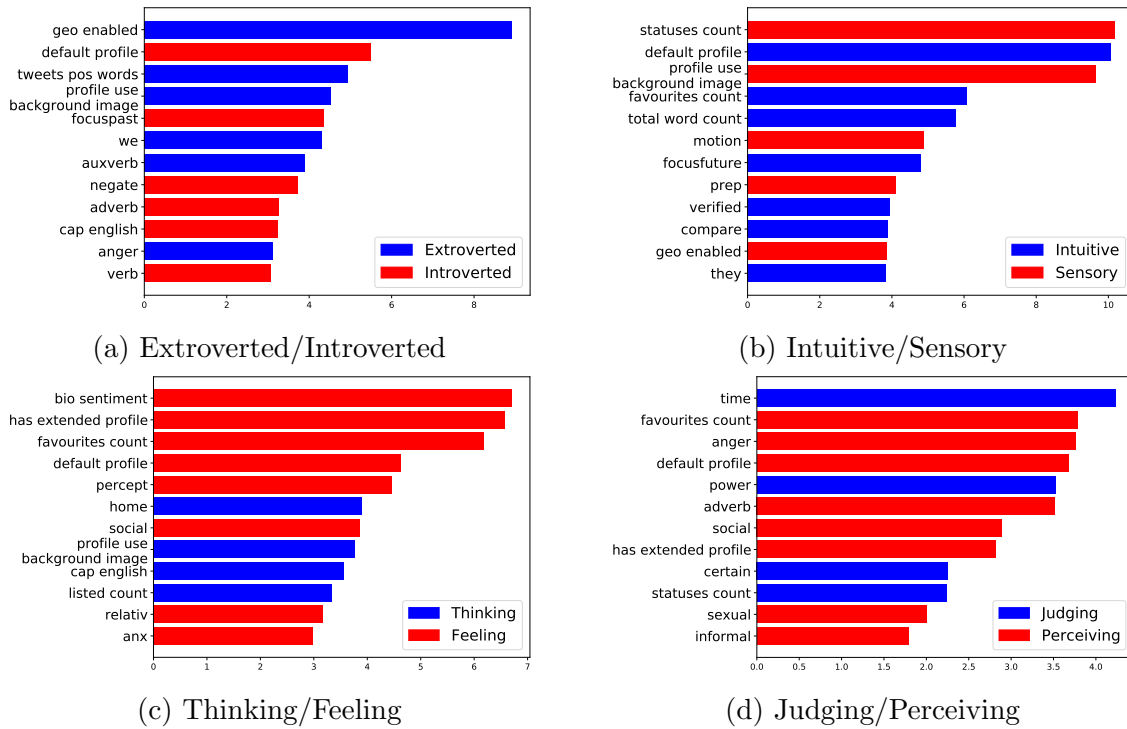 geo enabled
default profile
tweets pos words
profile use
background image
focuspast
we
auxverb
negate
adverb
cap english
anger
verb
Extroverted
Introverted
0 2 4 6 8
(a) Extroverted/Introverted
statuses count
default profile
profile use
background image
favourites count
total word count
motion
focusfuture
prep
verified
compare
geo enabled
they
Intuitive
Sensory
0 2 4 6 8 10
(b) Intuitive/Sensory
bio sentiment
has extended profile
favourites count
default profile
percept
home
social
profile use
background image
cap english
listed count
relativ
anx
Thinking
Feeling
0 1 2 3 4 5 6 7
(c) Thinking/Feeling
time
favourites count
anger
default profile
power
adverb
social
has extended profile
certain
statuses count
sexual
informal
Judging
Perceiving
0.0 0.5 1.0 1.5 2.0 2.5 3.0 3.5 4.0
(d) Judging/Perceiving